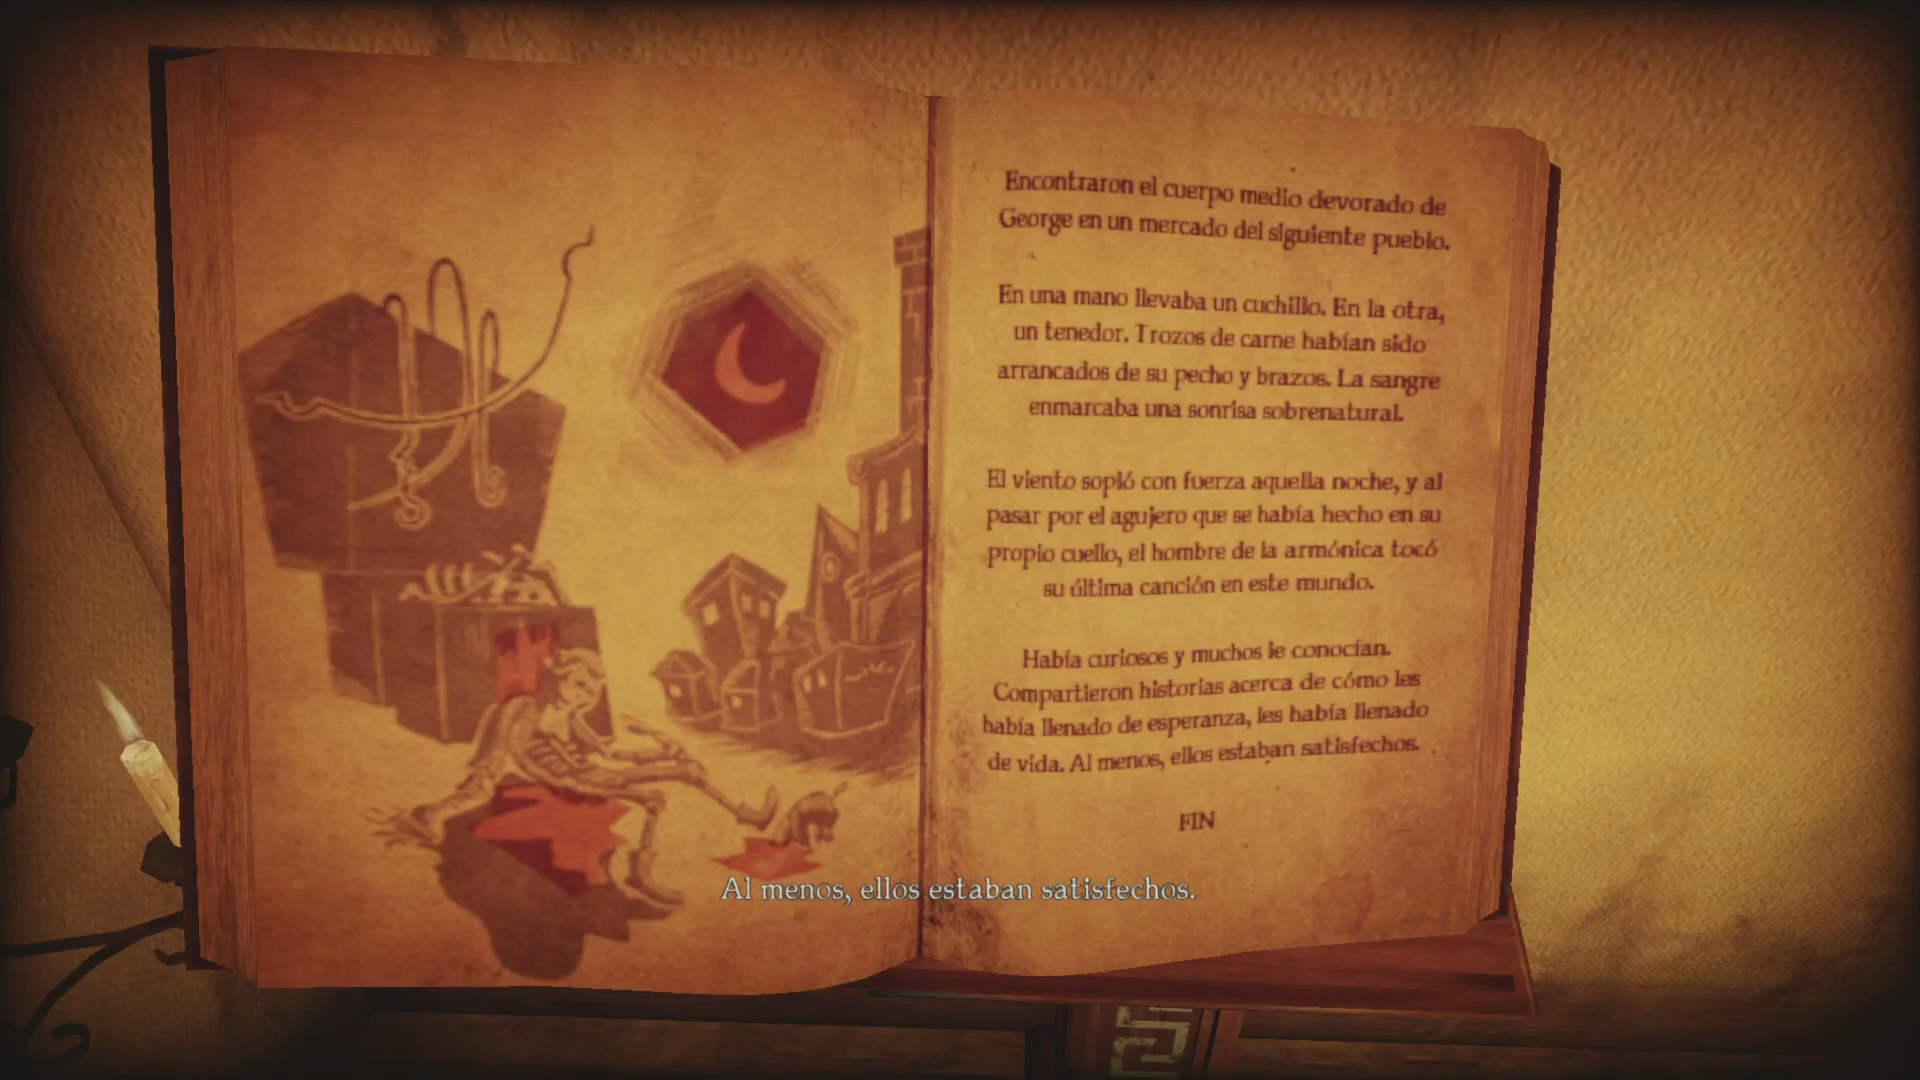 Encontraron el cuerpo medio devorado de
George en un mercado del siguiente pueblo.
En una mano llevaba un cuchillo. En la otra,
un tenedor. Trozos de carne habían sido
arrancados de su pecho y brazos. La sangre
enmarcaba una sonrisa sobrenatural.
El viento sopló con fuerza aquella noche, y al
pasar por el agujero que se había hecho en su
propio cuello, el hombre de la armónica tocó
su última canción en este mundo.
Había curiosos y muchos le conocían.
Compartieron historias acerca de cómo les
había llenado de esperanza, les había llenado
de vida. Al menos, ellos estaban satisfechos.
FIN
Al menos, ellos estaban satisfechos.